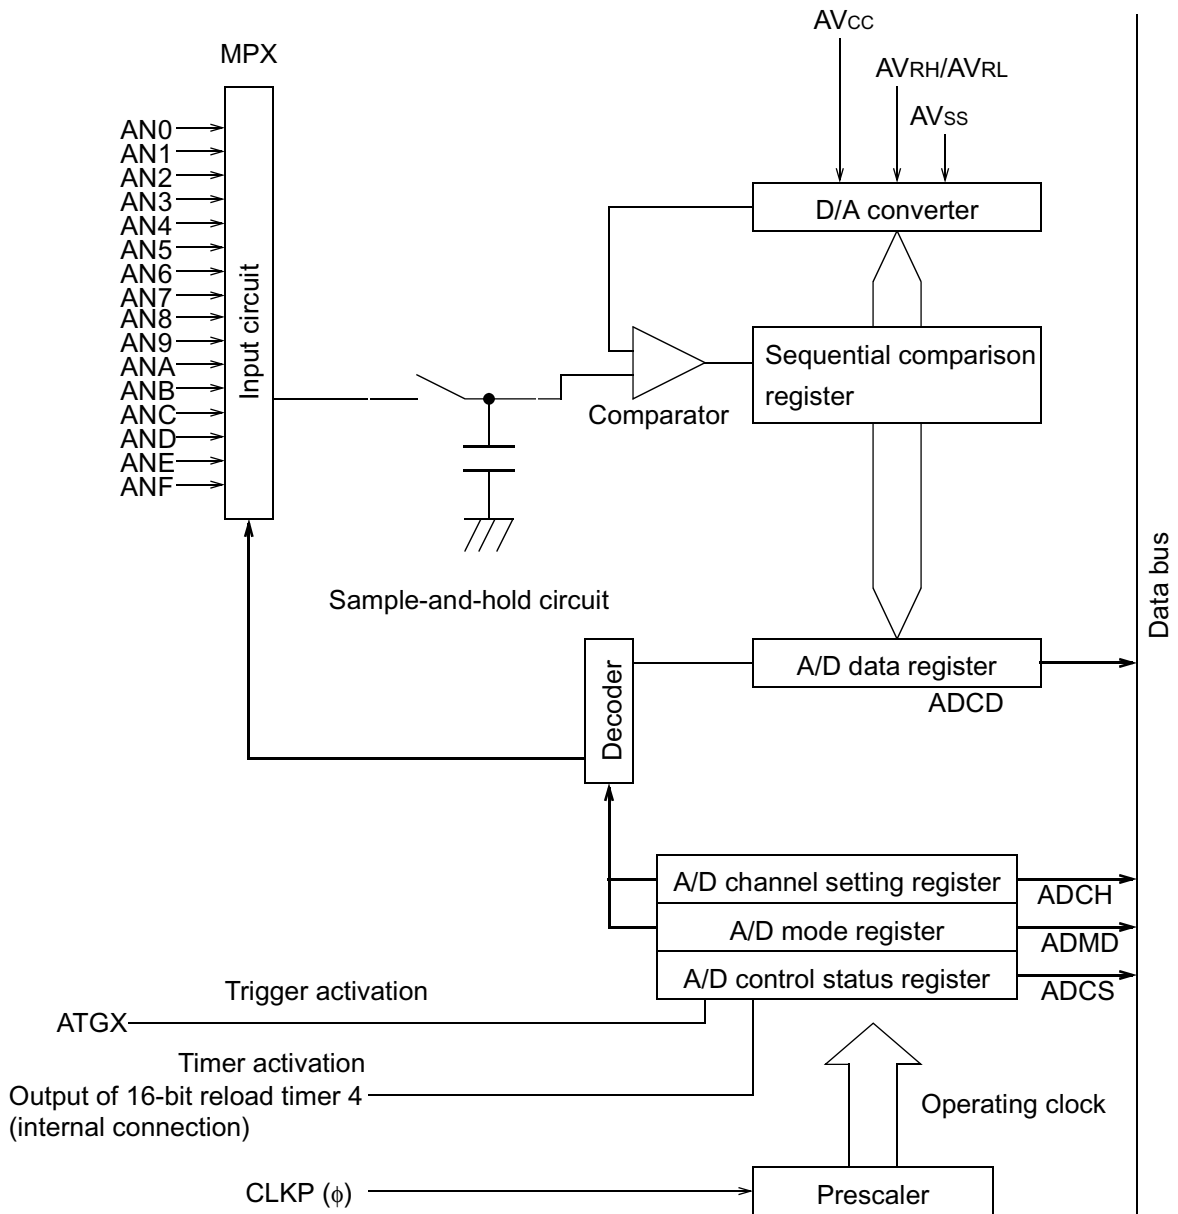 AVCC
MPX
AVRH/AVRL
AVSS
AN0
AN1
AN2
AN3
AN4
AN5
AN6
AN7
AN8
AN9
ANA
ANB
ANC
AND
ANE
ANF
Input circuit
D/A converter
Sequential comparison
register
Comparator
Sample-and-hold circuit
Data bus
Decoder
A/D data register
ADCD
A/D channel setting register
ADCH
A/D mode register
ADMD
A/D control status register
ADCS
Trigger activation
ATGX
Timer activation
Output of 16-bit reload timer 4
(internal connection)
Operating clock
CLKP (ϕ)
Prescaler